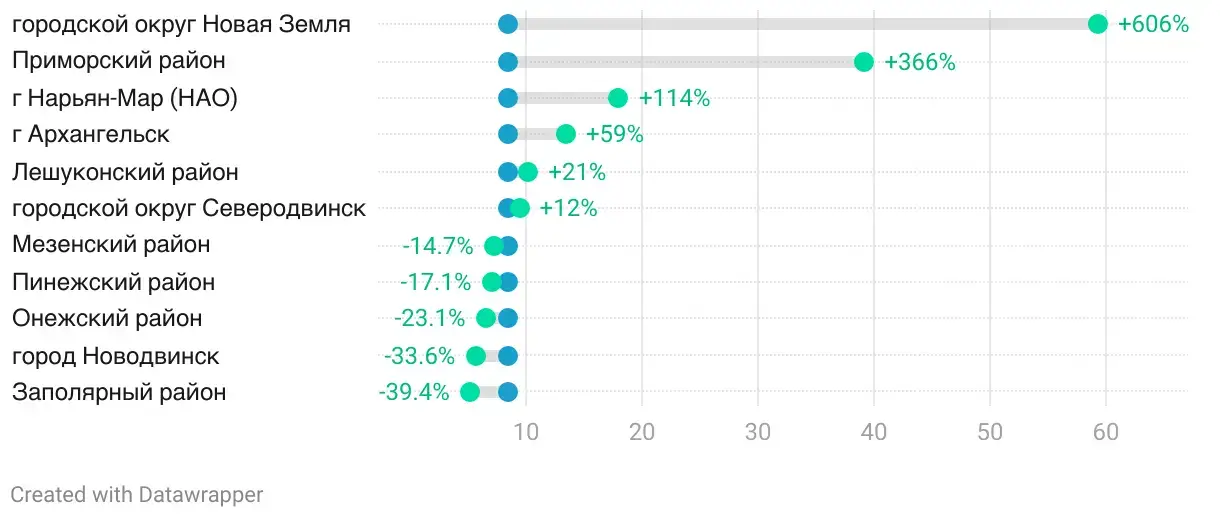 городской округ Новая Земля +606%
Приморский район +366%
г Нарьян-Мар (НАО) +114%
г Архангельск +59%
Лешуконский район +21%
городской округ Северодвинск +12%
Мезенский район -14.7%
Пинежский район -17.1%
Онежский район -23.1%
город Новодвинск -33.6%
Заполярный район -39.4%
10 20 30 40 50 60
Created with Datawrapper